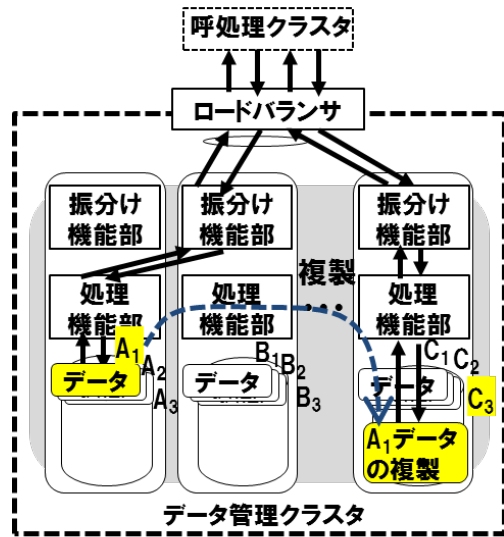 呼処理クラスタ
ロードバランサ
振分け
機能部
振分け
機能部
振分け
機能部
複製
処理
機能部
処理
機能部
・・・
処理
機能部
A1
A2
A3
データ
B1
B2
B3
データ
C1
C2
C3
データ
A1データ
の複製
データ管理クラスタ